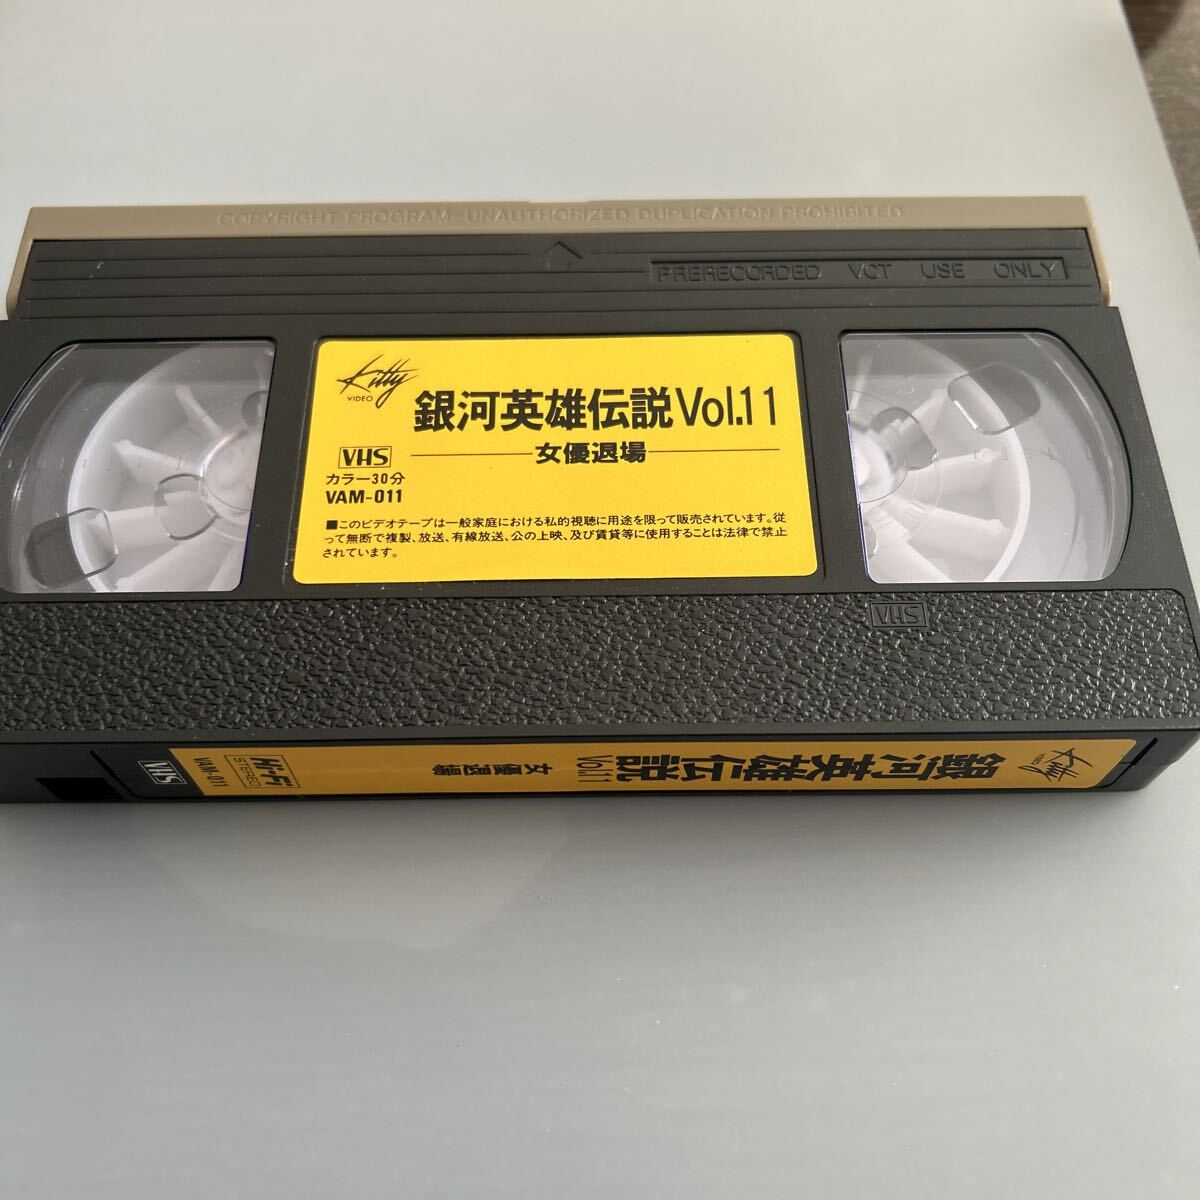 COPYRIGHT PROGRAM-UNAUTHORIZED DUPLICATION PROHIBITED
PRERECORDED VCT USE ONLY
Kitty
VIDEO
銀河英雄伝説Vol.11
女優退場
VHS
カラー30分
VAM-011
■このビデオテープは一般家庭における私的視聴に用途を限って販売されています。従
って無断で複製、放送、有線放送、公の上映、及び賃貸等に使用することは法律で禁止
されています。
VHS
Kitty
VIDEO
銀河英雄伝説
Vol.11
女優退場
Hi-Fi
STEREO
VAM-011
VHS